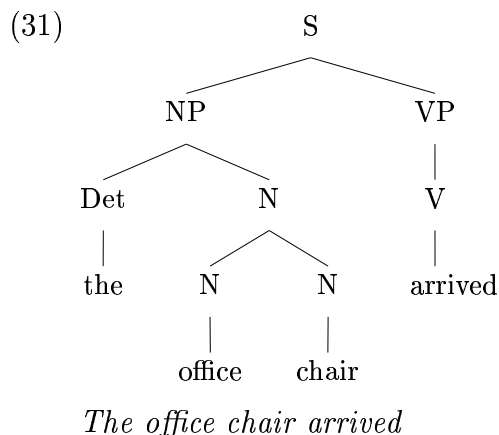 (31) S
NP VP
Det N V
the N N arrived
office chair
The office chair arrived